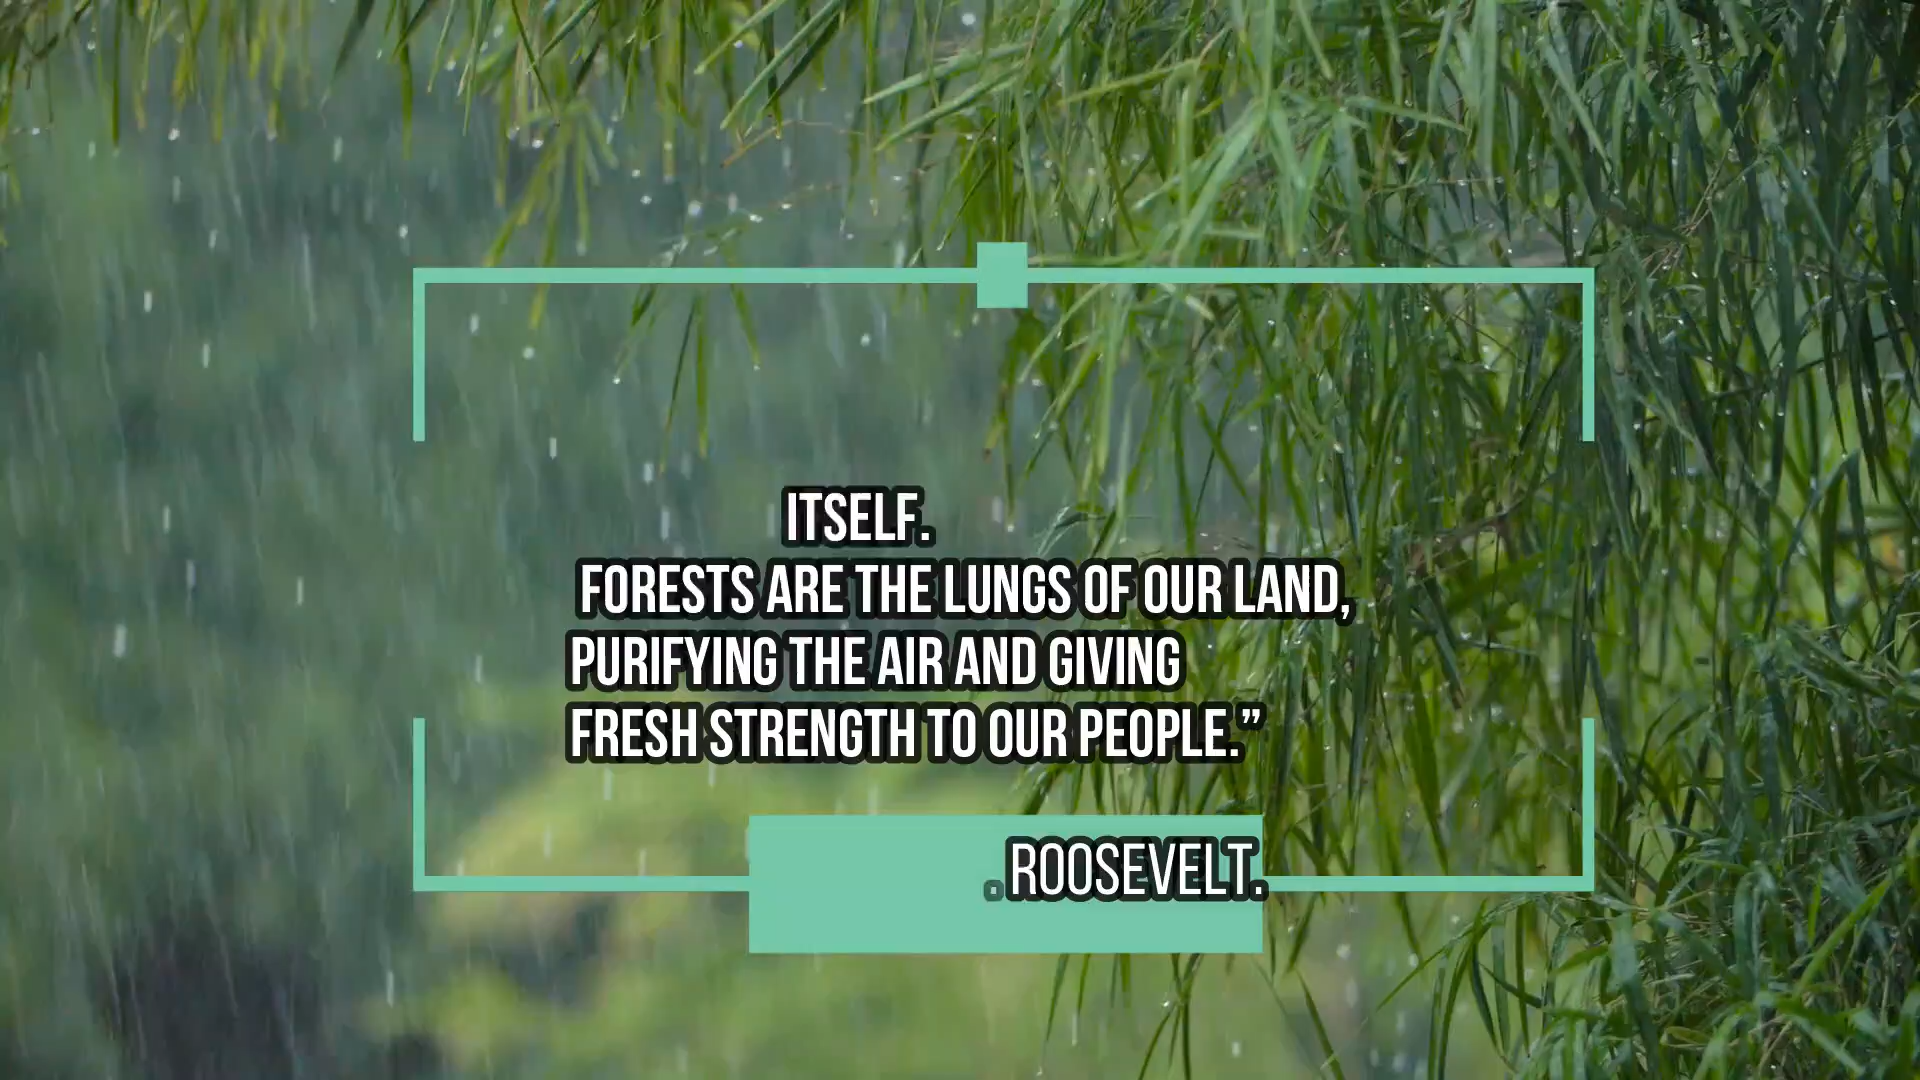 ITSELF.
FORESTS ARE THE LUNGS OF OUR LAND,
PURIFYING THE AIR AND GIVING
FRESH STRENGTH TO OUR PEOPLE.”
. ROOSEVELT.